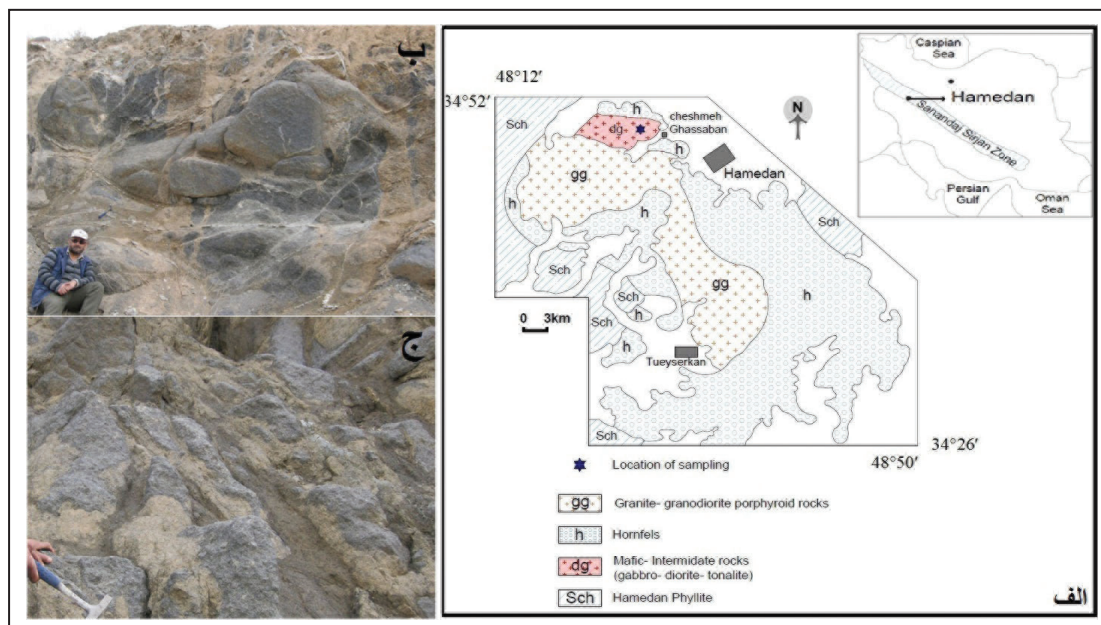 ب
ج
48°12′
34°52′
Sch
h
dg
cheshmeh
Ghassaban
h
N
Hamedan
gg
h
h
Sch
Sch
gg
h
Sch
h
Sch
h
0 3km
Tueyserkan
Sch
34°26′
48°50′
Caspian
Sea
Hamedan
Sanandaj Sirjan Zone
Persian
Gulf
Oman
Sea
Location of sampling
gg Granite- granodiorite porphyroid rocks
h Hornfels
dg Mafic- Intermidate rocks
(gabbro- diorite- tonalite)
Sch Hamedan Phyllite
الف